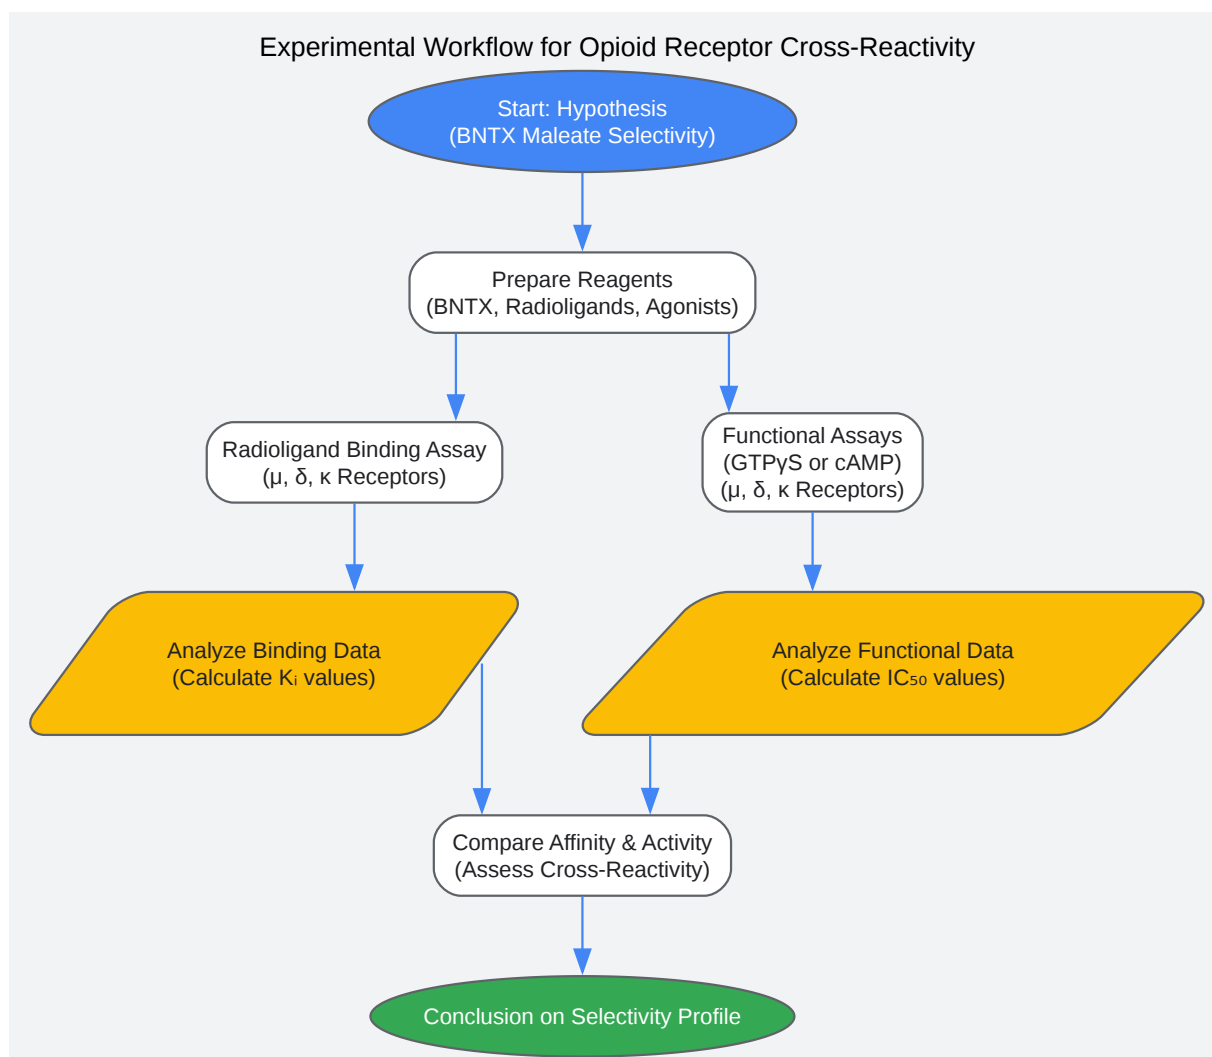 Experimental Workflow for Opioid Receptor Cross-Reactivity
Start: Hypothesis
(BNTX Maleate Selectivity)
Prepare Reagents
(BNTX, Radioligands, Agonists)
Radioligand Binding Assay
(μ, δ, κ Receptors)
Functional Assays
(GTPγS or cAMP)
(μ, δ, κ Receptors)
Analyze Binding Data
(Calculate Kᵢ values)
Analyze Functional Data
(Calculate IC₅₀ values)
Compare Affinity & Activity
(Assess Cross-Reactivity)
Conclusion on Selectivity Profile